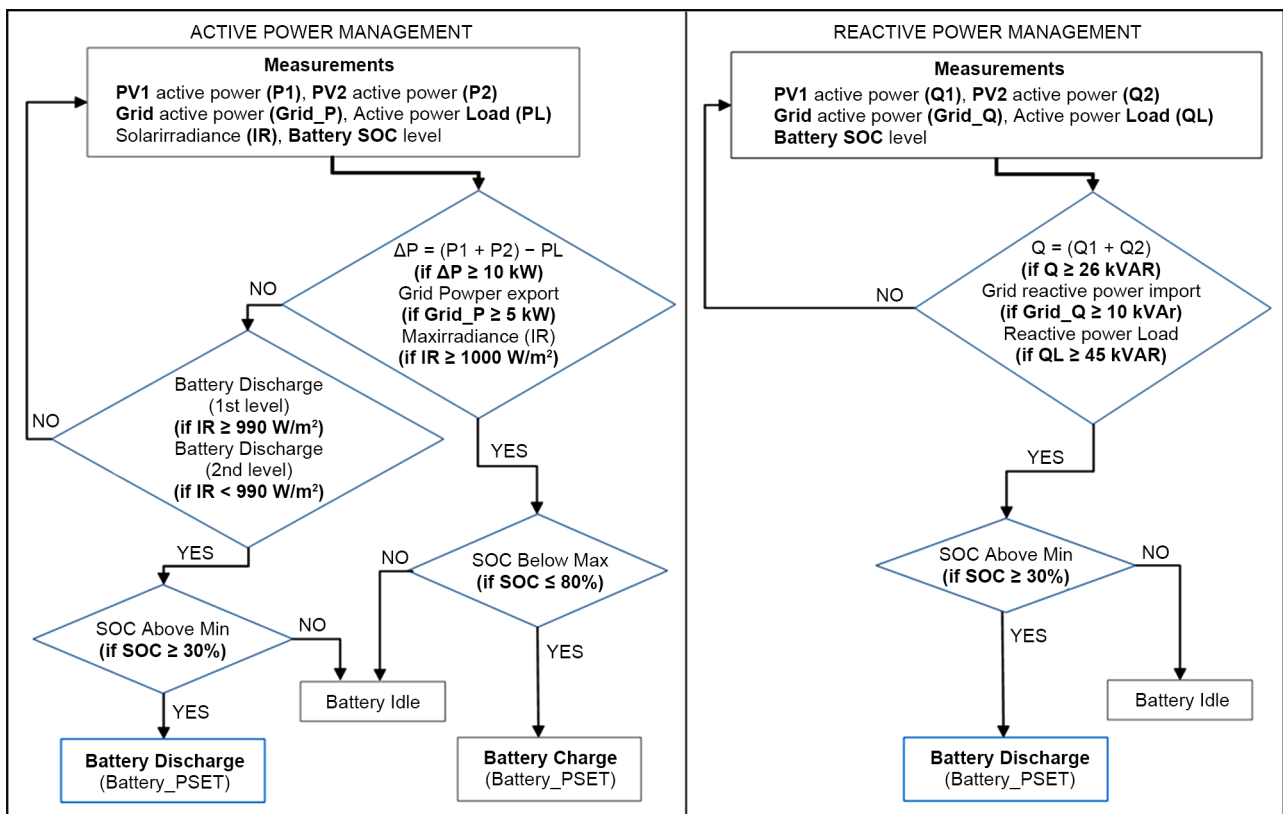 ACTIVE POWER MANAGEMENT
Measurements
PV1 active power (P1), PV2 active power (P2)
Grid active power (Grid_P), Active power Load (PL)
Solarirradiance (IR), Battery SOC level
ΔP = (P1 + P2) − PL
(if ΔP ≥ 10 kW)
Grid Powper export
(if Grid_P ≥ 5 kW)
Maxirradiance (IR)
(if IR ≥ 1000 W/m²)
NO
Battery Discharge
(1st level)
(if IR ≥ 990 W/m²)
Battery Discharge
(2nd level)
(if IR < 990 W/m²)
NO
YES
YES
SOC Below Max
(if SOC ≤ 80%)
NO
SOC Above Min
(if SOC ≥ 30%)
NO
YES
YES
Battery Idle
Battery Discharge
(Battery_PSET)
Battery Charge
(Battery_PSET)
REACTIVE POWER MANAGEMENT
Measurements
PV1 active power (Q1), PV2 active power (Q2)
Grid active power (Grid_Q), Active power Load (QL)
Battery SOC level
Q = (Q1 + Q2)
(if Q ≥ 26 kVAR)
Grid reactive power import
(if Grid_Q ≥ 10 kVAr)
Reactive power Load
(if QL ≥ 45 kVAR)
NO
YES
SOC Above Min
(if SOC ≥ 30%)
NO
YES
Battery Idle
Battery Discharge
(Battery_PSET)